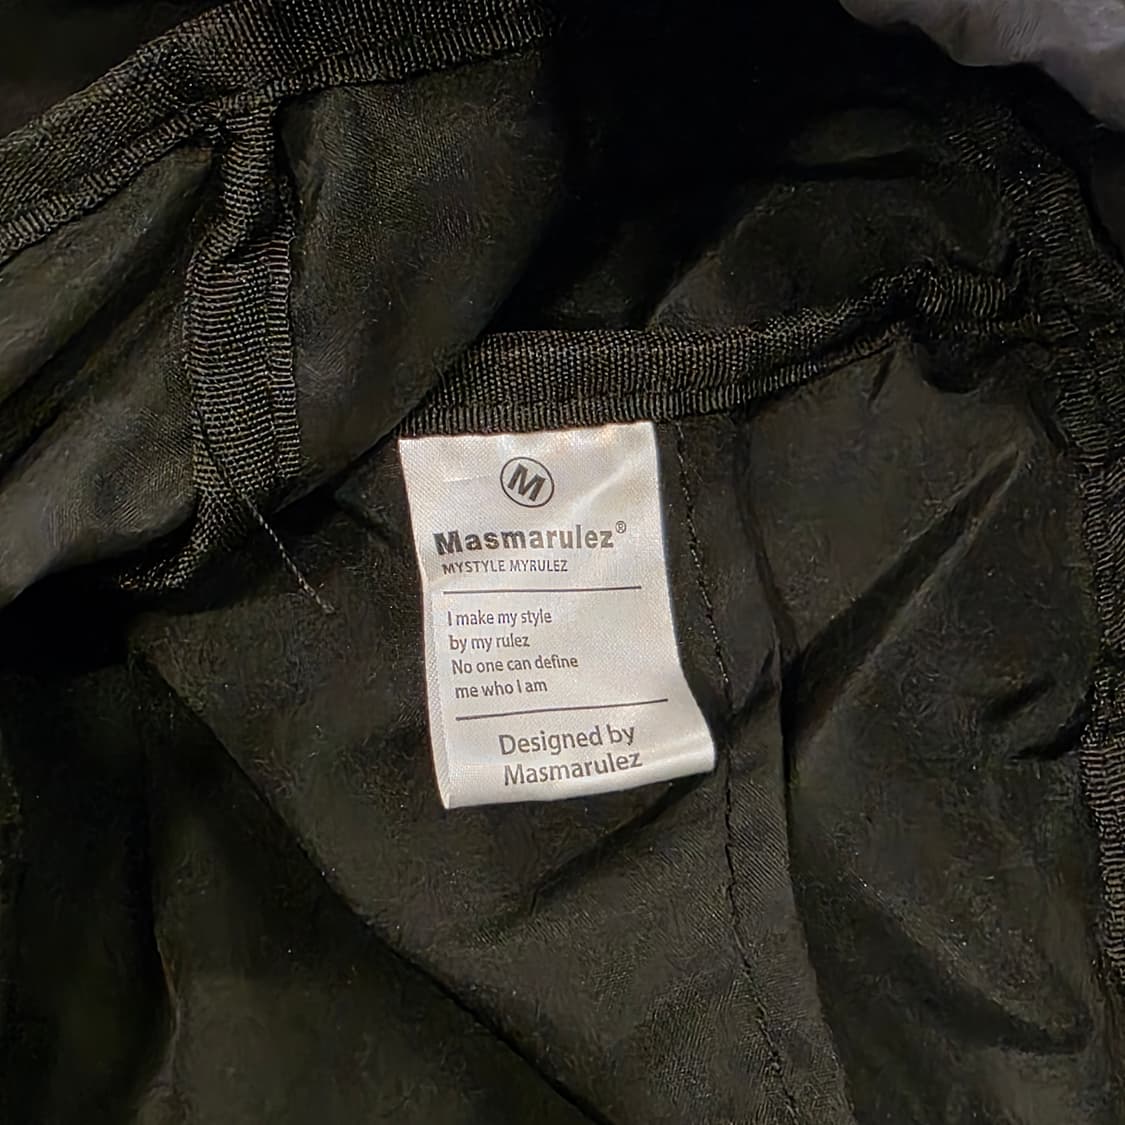 M
Masmarulez®
MYSTYLE MYRULEZ
I make my style
by my rulez
No one can define
me who I am
Designed by
Masmarulez